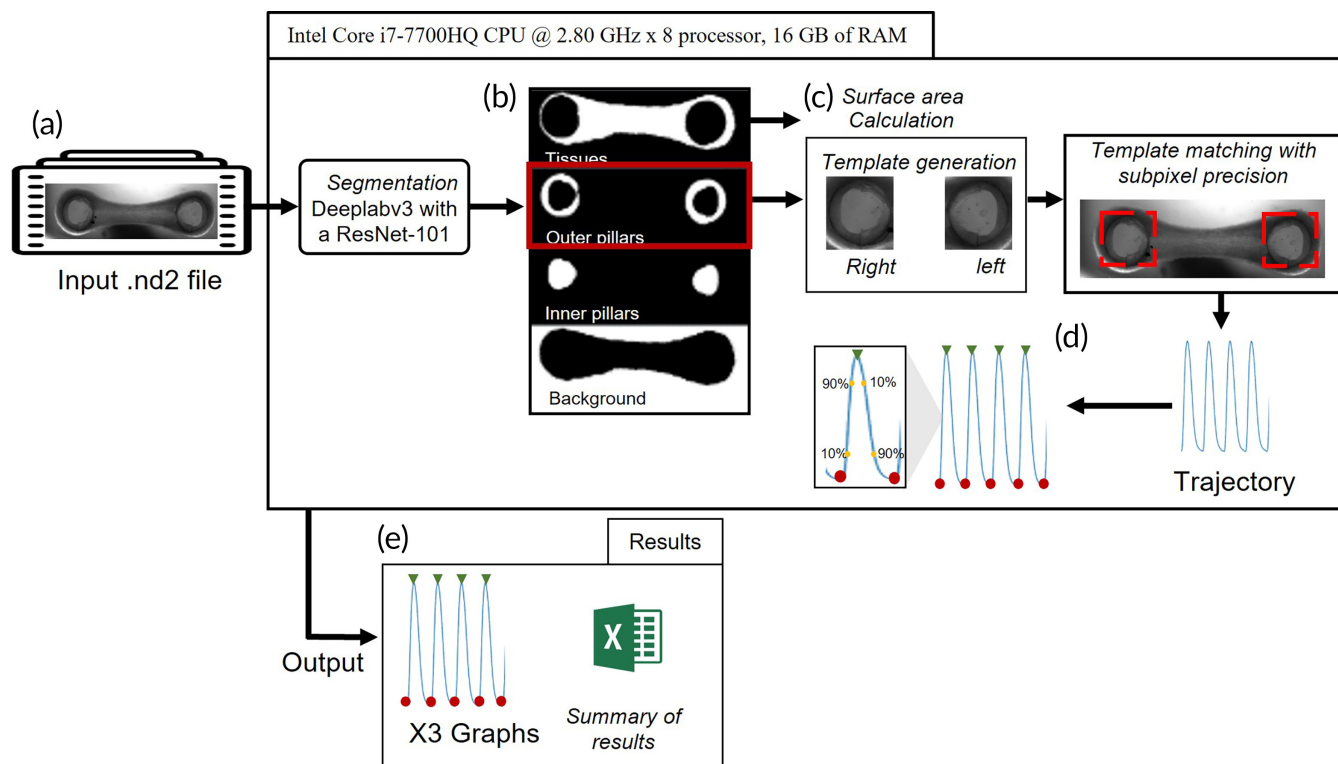 Intel Core i7-7700HQ CPU @ 2.80 GHz x 8 processor, 16 GB of RAM
(a)
Input .nd2 file
Segmentation
Deeplabv3 with
a ResNet-101
(b)
Tissues
Outer pillars
Inner pillars
Background
(c)
Surface area
Calculation
Template generation
Right
left
Template matching with
subpixel precision
(d)
Trajectory
90%
10%
10%
90%
Output
(e)
Results
X3 Graphs
X
Summary of
results